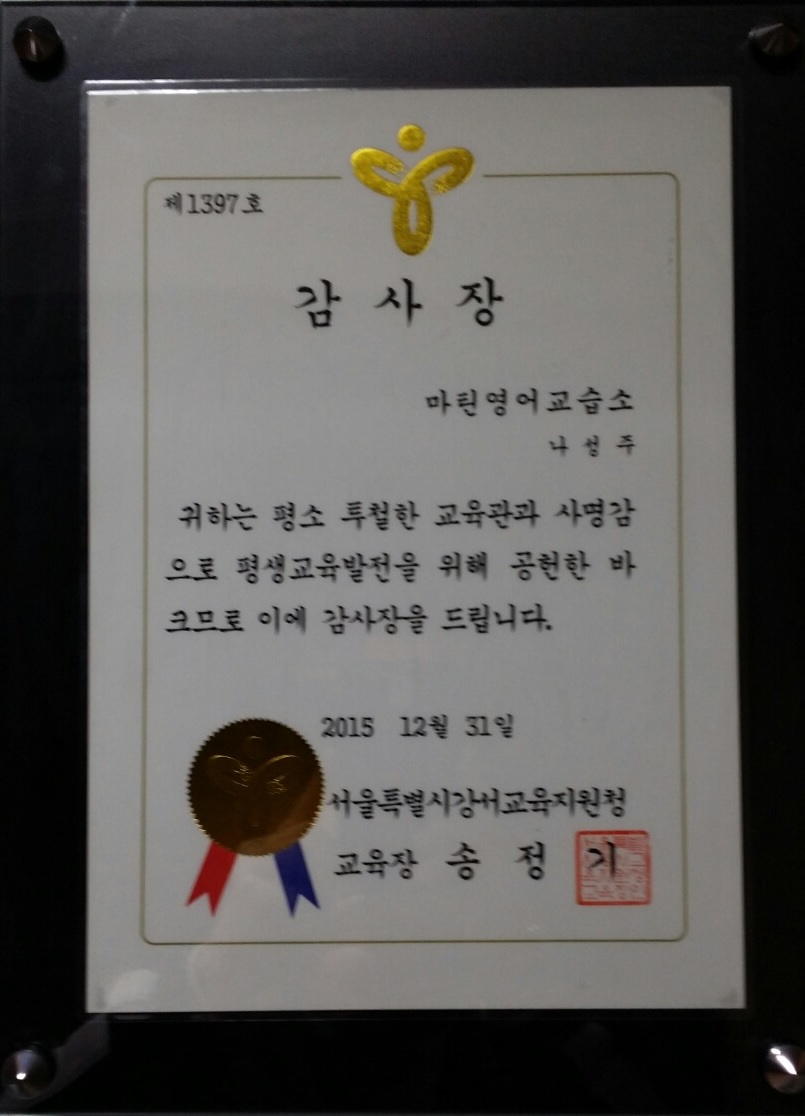 제1397호
감 사 장
마틴영어교습소
나 성 주
귀하는 평소 투철한 교육관과 사명감
으로 평생교육발전을 위해 공헌한 바
크므로 이에 감사장을 드립니다.
2015 12월 31일
서울특별시강서교육지원청
교육장 송 정 기